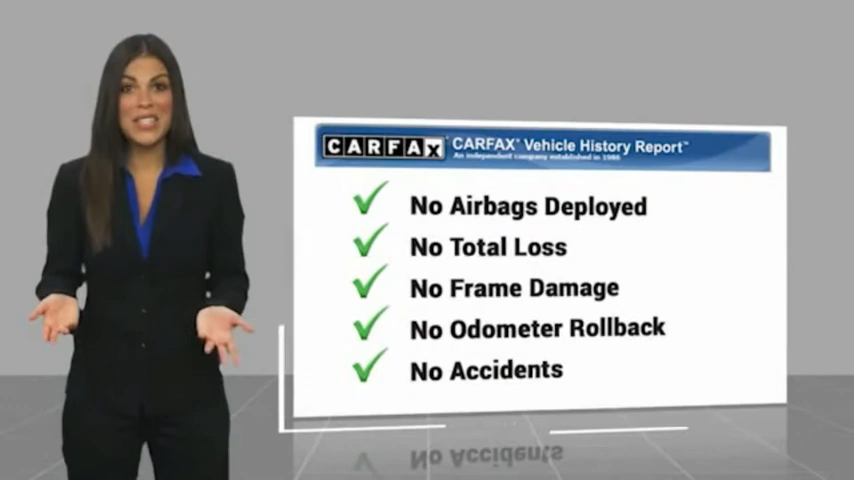 CARFAX CARFAX® Vehicle History Report™
An independent company established in 1986
No Airbags Deployed
No Total Loss
No Frame Damage
No Odometer Rollback
No Accidents
No Accidents